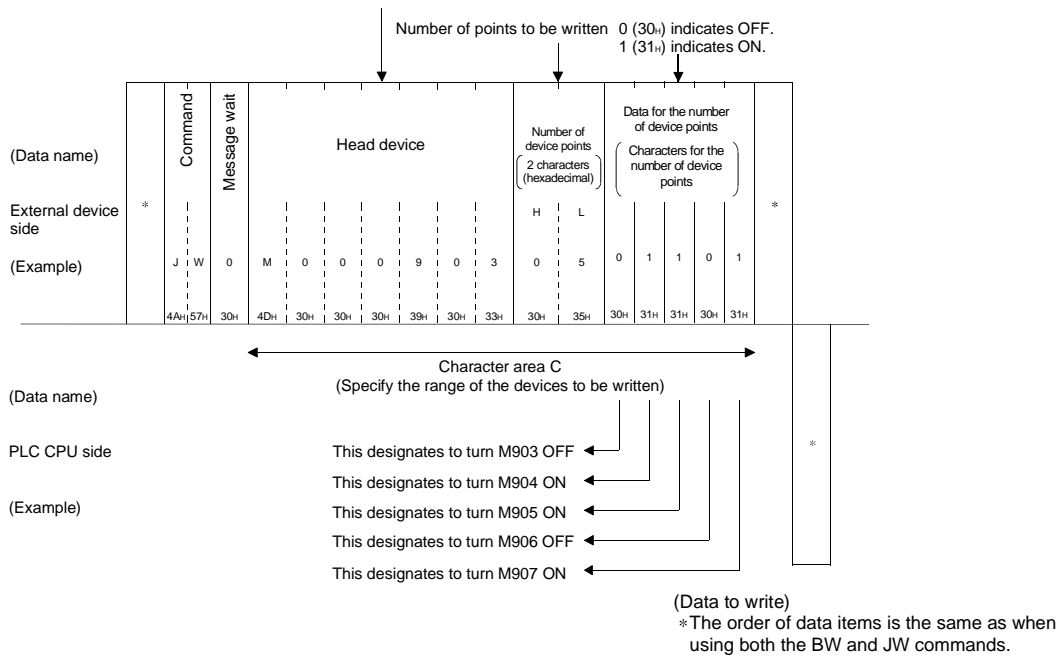 Number of points to be written 0 (30H) indicates OFF.
1 (31H) indicates ON.
(Data name)
Command
Message wait
Head device
Number of
device points
2 characters
(hexadecimal)
Data for the number
of device points
Characters for the
number of device
points
External device
side
*
H L
*
(Example)
J W 0 M 0 0 0 9 0 3 0 5 0 1 1 0 1
4AH 57H 30H 4DH 30H 30H 30H 39H 30H 33H 30H 35H 30H 31H 31H 30H 31H
Character area C
(Specify the range of the devices to be written)
(Data name)
PLC CPU side
*
This designates to turn M903 OFF
This designates to turn M904 ON
(Example)
This designates to turn M905 ON
This designates to turn M906 OFF
This designates to turn M907 ON
(Data to write)
*The order of data items is the same as when
using both the BW and JW commands.